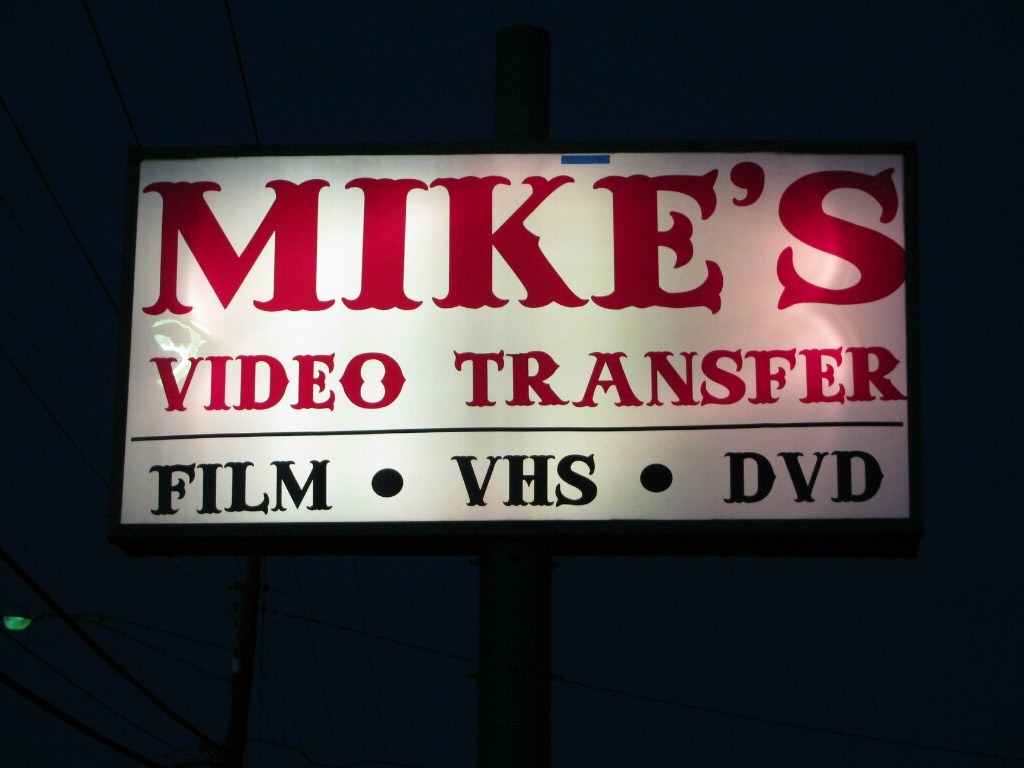 MIKE'S
VIDEO TRANSFER
FILM • VHS • DVD